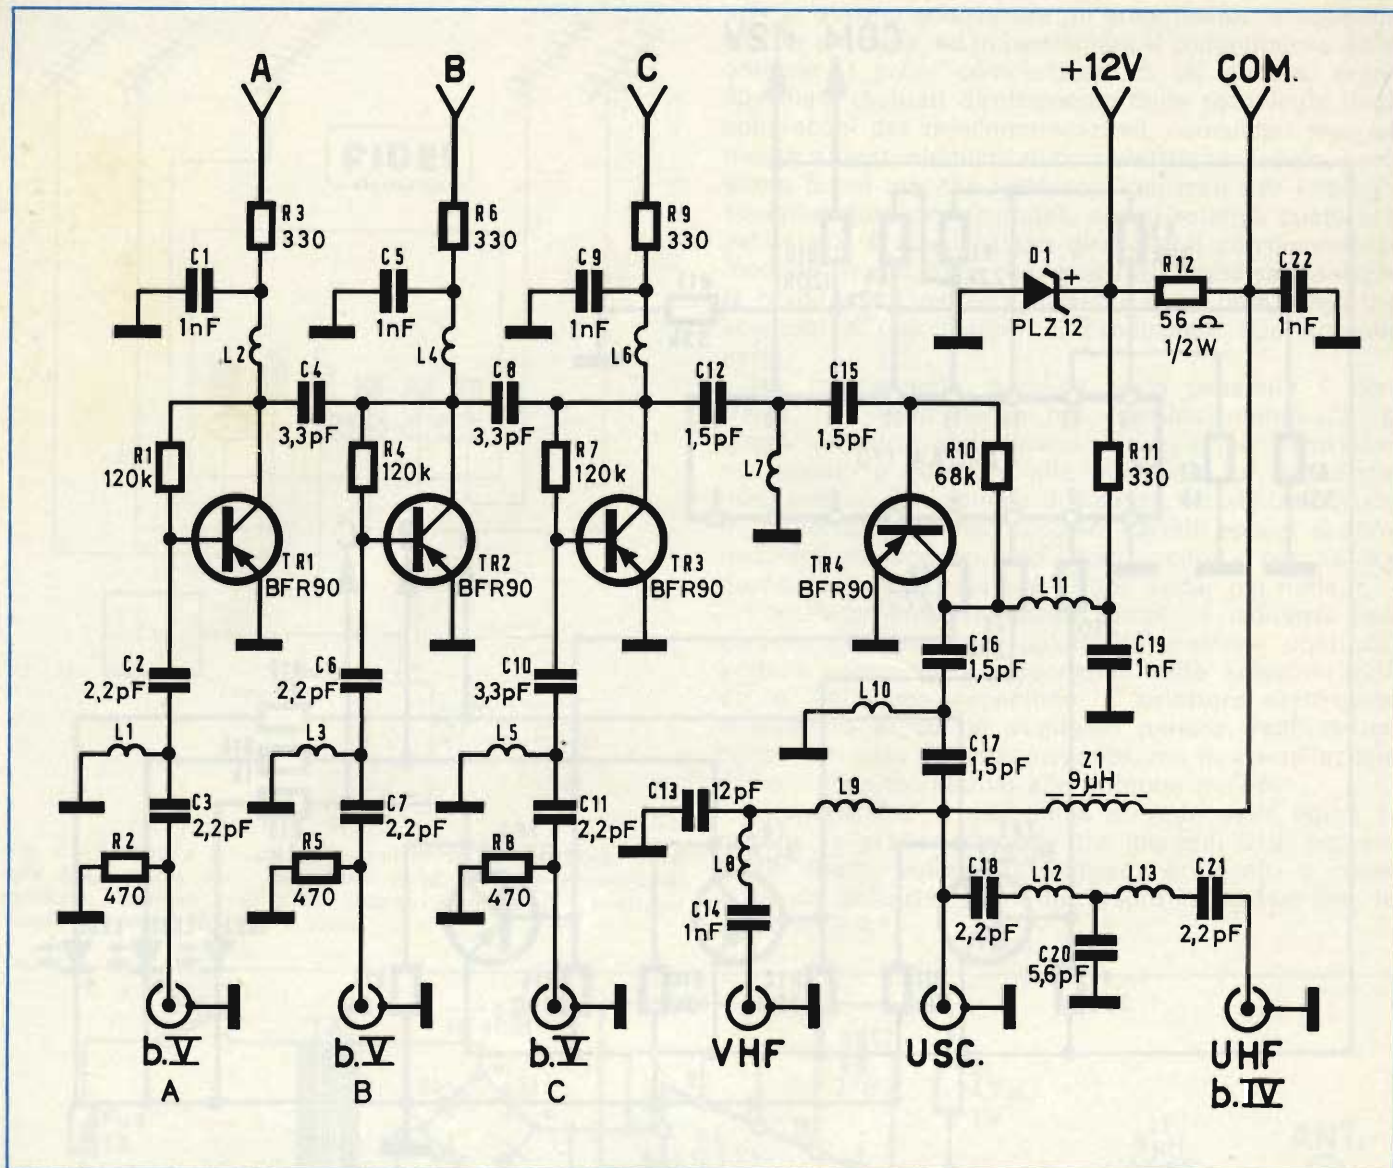 A B C +12V COM.
R3 330
R6 330
R9 330
C1 1nF
C5 1nF
C9 1nF
D1 + PLZ12
R12 56 Ω 1/2W
C22 1nF
L2
L4
L6
C4 3,3pF
C8 3,3pF
C12 1,5pF
C15 1,5pF
R1 120k
R4 120k
R7 120k
L7
R10 68k
R11 330
TR1 BFR90
TR2 BFR90
TR3 BFR90
TR4 BFR90
L11
C2 2,2pF
C6 2,2pF
C10 3,3pF
C16 1,5pF
C19 1nF
L1
L3
L5
L10
C17 1,5pF
C3 2,2pF
C7 2,2pF
C11 2,2pF
C13 12pF
L9
Z1 9µH
R2 470
R5 470
R8 470
L8
C14 1nF
C18 2,2pF
L12
L13
C21 2,2pF
C20 5,6pF
b.V A
b.V B
b.V C
VHF
USC.
UHF b.IV